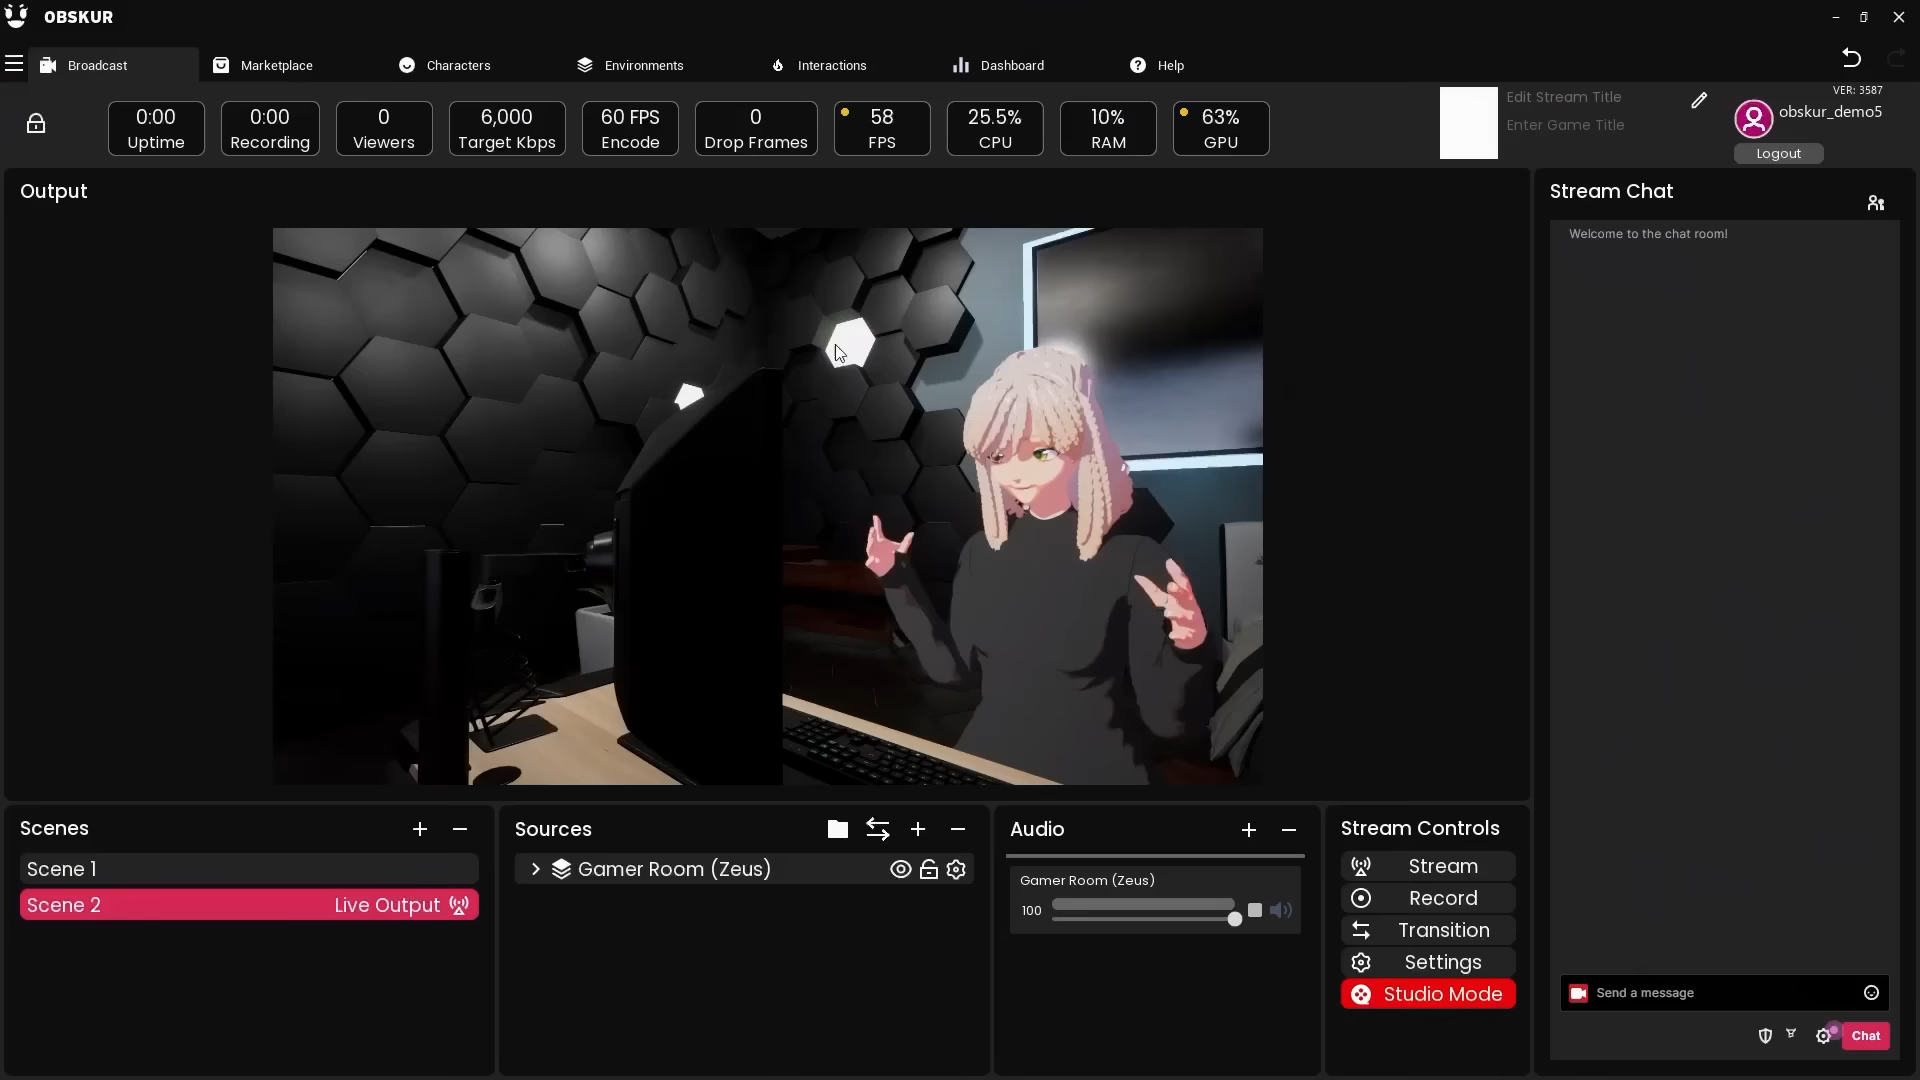 OBSKUR
Broadcast
Marketplace
Characters
Environments
Interactions
Dashboard
Help
0:00
Uptime
0:00
Recording
0
Viewers
6,000
Target Kbps
60 FPS
Encode
0
Drop Frames
58
FPS
25.5%
CPU
10%
RAM
63%
GPU
Edit Stream Title
Enter Game Title
VER: 3587
obskur_demo5
Logout
Output
Stream Chat
Welcome to the chat room!
Scenes
Scene 1
Scene 2
Live Output
Sources
Gamer Room (Zeus)
Audio
Gamer Room (Zeus)
100
Stream Controls
Stream
Record
Transition
Settings
Studio Mode
Send a message
Chat